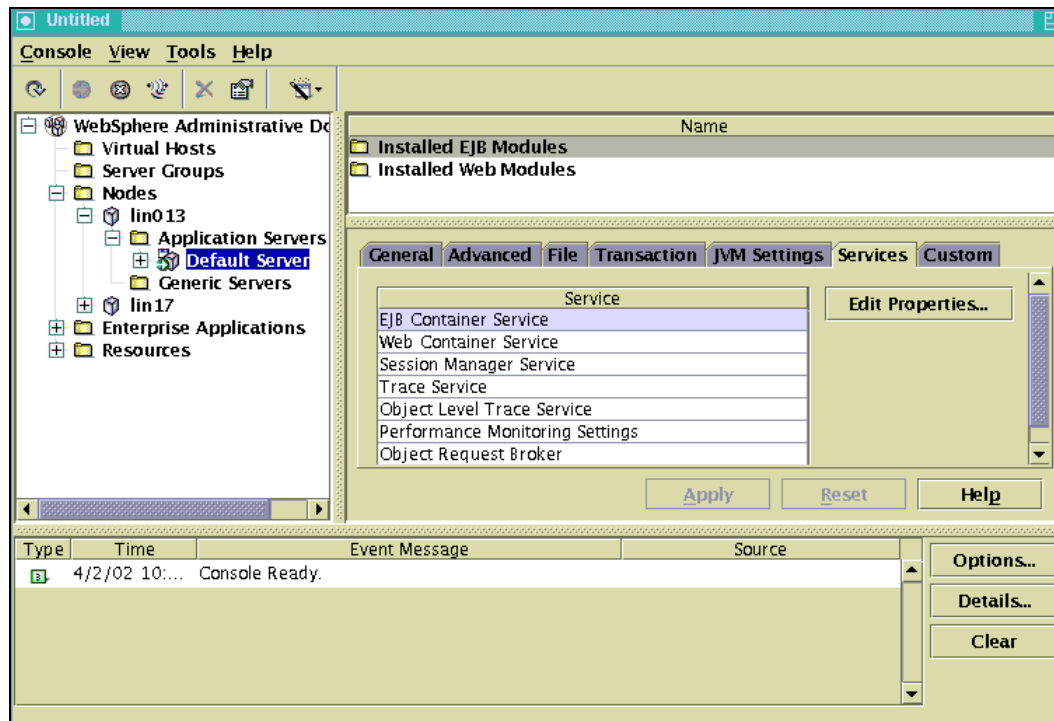 Untitled
Console View Tools Help
WebSphere Administrative Do
Virtual Hosts
Server Groups
Nodes
lin013
Application Servers
Default Server
Generic Servers
lin17
Enterprise Applications
Resources
Name
Installed EJB Modules
Installed Web Modules
General Advanced File Transaction JVM Settings Services Custom
Service
EJB Container Service
Web Container Service
Session Manager Service
Trace Service
Object Level Trace Service
Performance Monitoring Settings
Object Request Broker
Edit Properties...
Apply Reset Help
Type Time Event Message Source
3 4/2/02 10:... Console Ready.
Options...
Details...
Clear